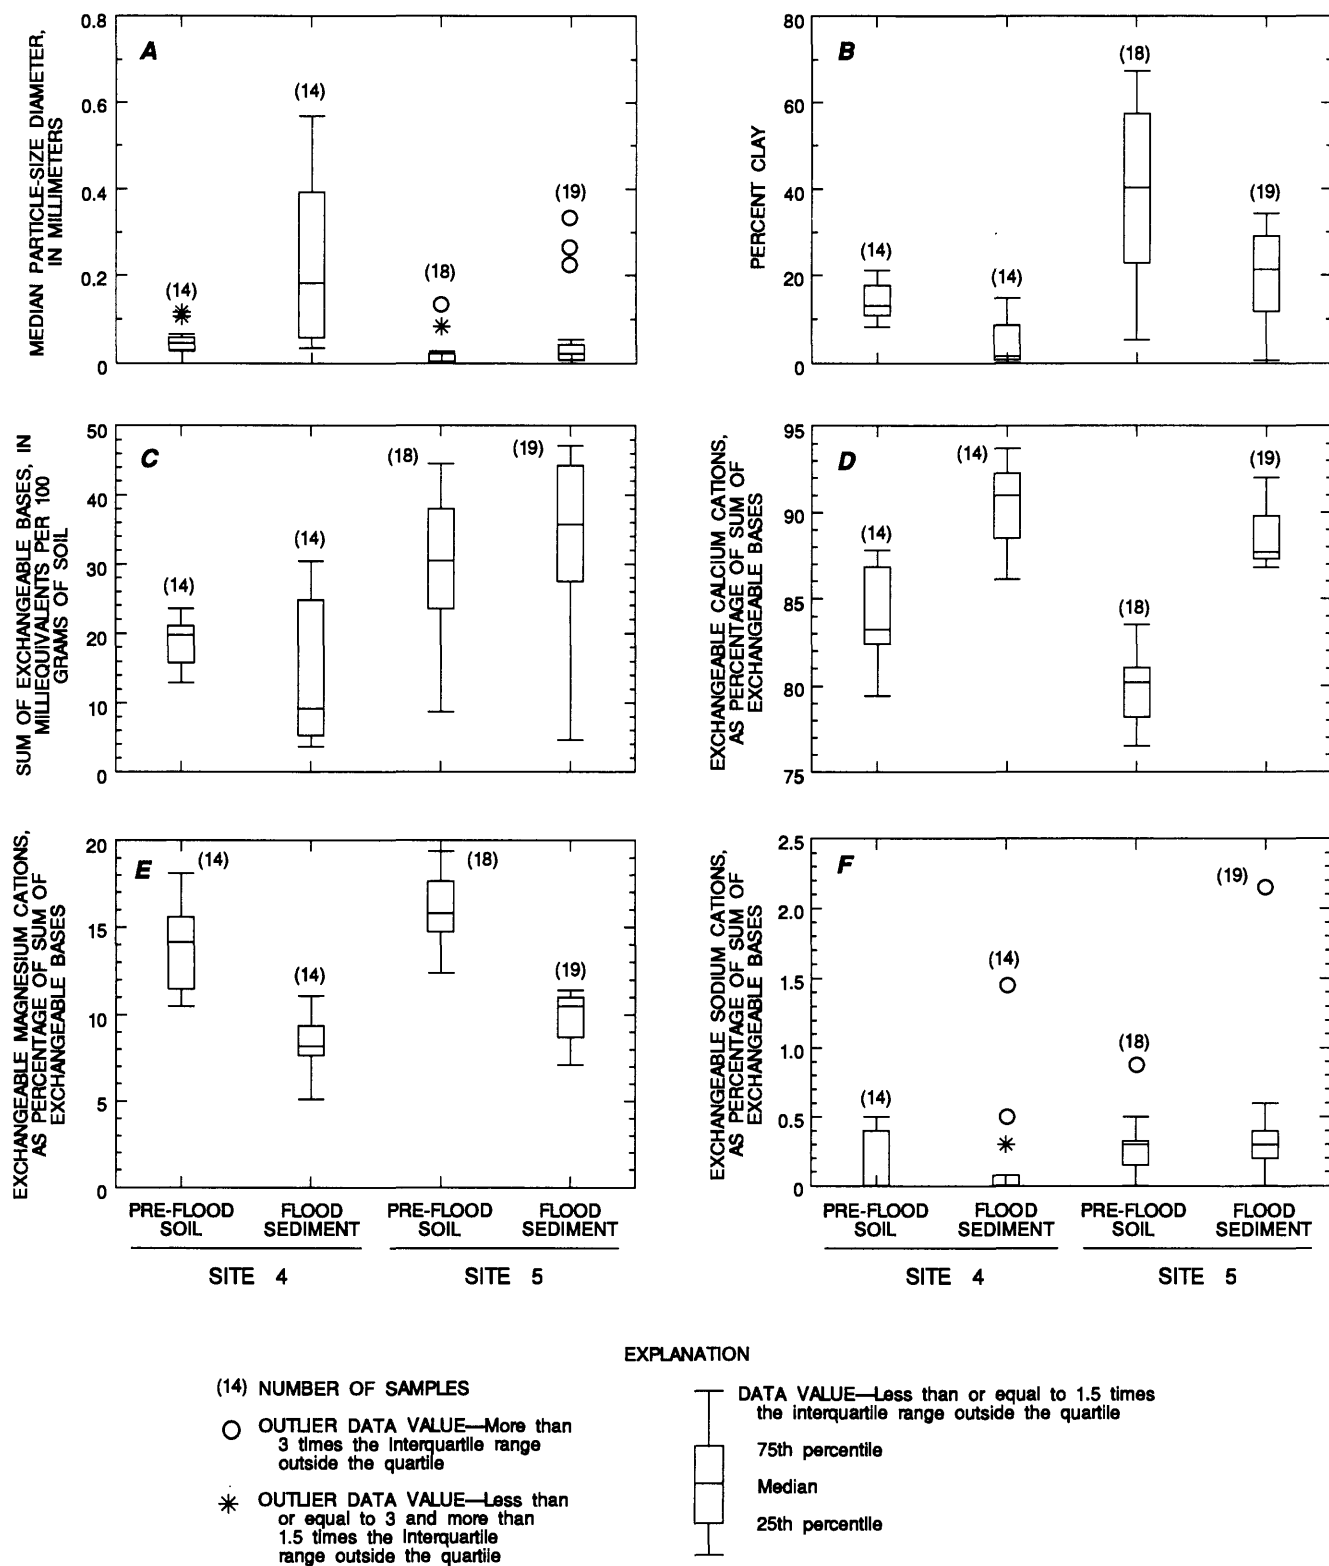 A
MEDIAN PARTICLE-SIZE DIAMETER,
IN MILLIMETERS
0.8
0.6
0.4
0.2
0
(14)
(14)
(18)
(19)
B
PERCENT CLAY
80
60
40
20
0
(14)
(14)
(18)
(19)
C
SUM OF EXCHANGEABLE BASES, IN
MILLIEQUIVALENTS PER 100
GRAMS OF SOIL
50
40
30
20
10
0
(14)
(14)
(18)
(19)
D
EXCHANGEABLE CALCIUM CATIONS,
AS PERCENTAGE OF SUM OF
EXCHANGEABLE BASES
95
90
85
80
75
(14)
(14)
(18)
(19)
E
EXCHANGEABLE MAGNESIUM CATIONS,
AS PERCENTAGE OF SUM OF
EXCHANGEABLE BASES
20
15
10
5
0
(14)
(14)
(18)
(19)
PRE-FLOOD
SOIL
FLOOD
SEDIMENT
PRE-FLOOD
SOIL
FLOOD
SEDIMENT
SITE 4
SITE 5
F
EXCHANGEABLE SODIUM CATIONS,
AS PERCENTAGE OF SUM OF
EXCHANGEABLE BASES
2.5
2.0
1.5
1.0
0.5
0
(14)
(14)
(18)
(19)
PRE-FLOOD
SOIL
FLOOD
SEDIMENT
PRE-FLOOD
SOIL
FLOOD
SEDIMENT
SITE 4
SITE 5
EXPLANATION
(14) NUMBER OF SAMPLES
OUTLIER DATA VALUE—More than
3 times the interquartile range
outside the quartile
OUTLIER DATA VALUE—Less than
or equal to 3 and more than
1.5 times the interquartile
range outside the quartile
DATA VALUE—Less than or equal to 1.5 times
the interquartile range outside the quartile
75th percentile
Median
25th percentile